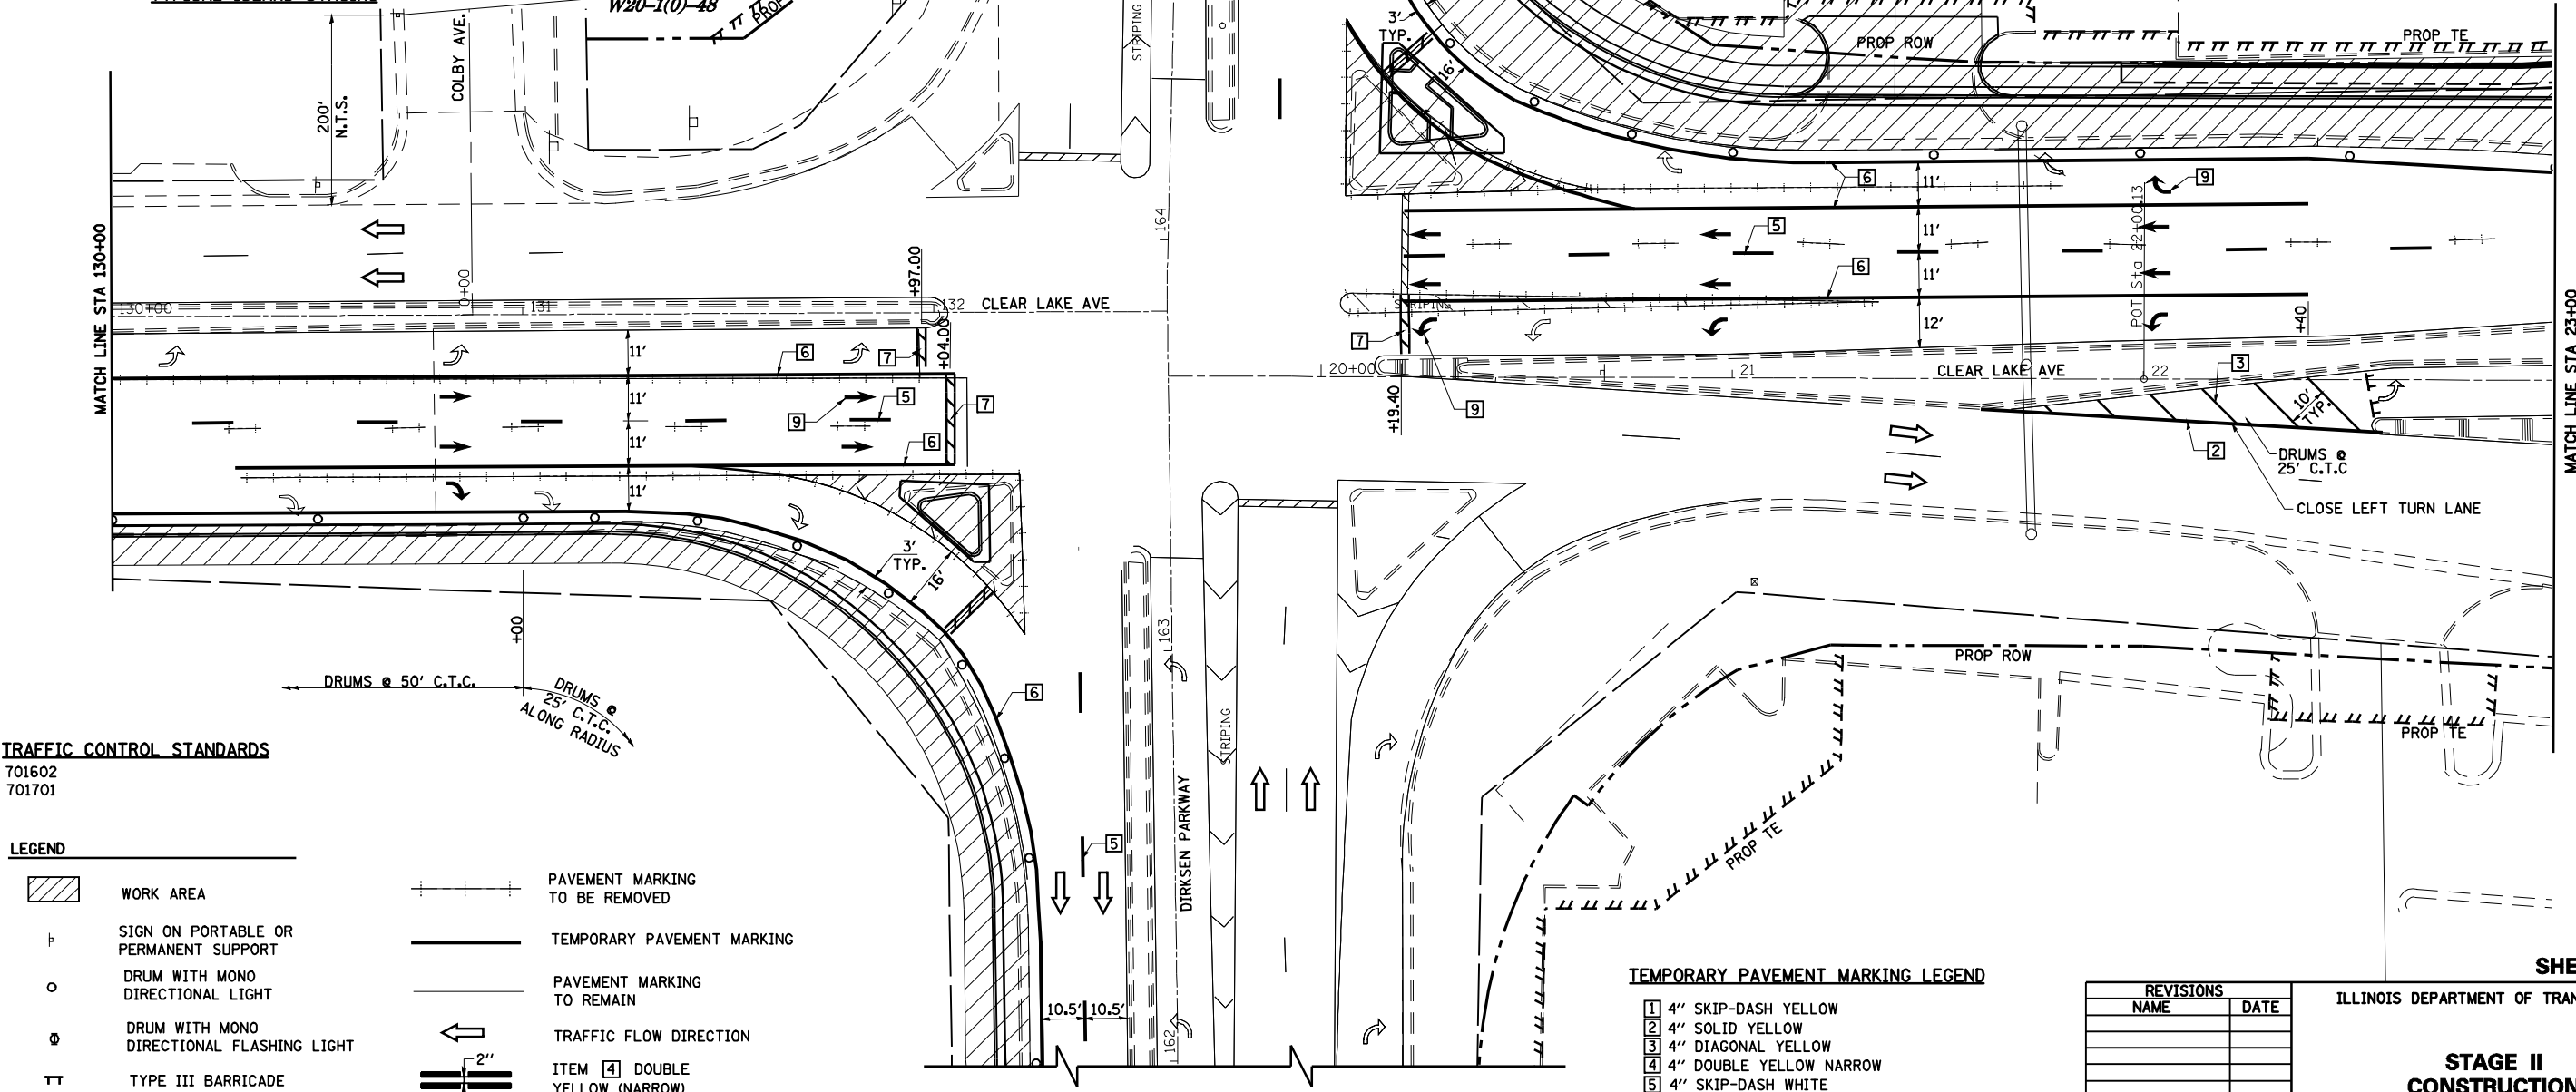 W20-1(0)-48
PROP
COLBY AVE.
200'
N.T.S.
STRIPING
3'
TYP.
16'
PROP ROW
PROP TE
MATCH LINE STA 130+00
130+00
0+00
131
+97.00
132
+04.00
CLEAR LAKE AVE
164
11'
11'
11'
11'
6
7
9
5
7
6
3'
TYP.
16'
+00
DRUMS @ 50' C.T.C.
DRUMS @
25' C.T.C.
ALONG RADIUS
6
5
163
162
STRIPING
DIRKSEN PARKWAY
10.5'
10.5'
STRIPING
7
9
20+00
+19.40
21
CLEAR LAKE AVE
22
6
5
6
9
11'
11'
11'
12'
POT Sta 22+00.13
+40
3
2
10'
TYP.
DRUMS @
25' C.T.C
CLOSE LEFT TURN LANE
MATCH LINE STA 23+00
PROP ROW
PROP TE
PROP TE
TRAFFIC CONTROL STANDARDS
701602
701701
LEGEND
WORK AREA
SIGN ON PORTABLE OR
PERMANENT SUPPORT
DRUM WITH MONO
DIRECTIONAL LIGHT
DRUM WITH MONO
DIRECTIONAL FLASHING LIGHT
TYPE III BARRICADE
PAVEMENT MARKING
TO BE REMOVED
TEMPORARY PAVEMENT MARKING
PAVEMENT MARKING
TO REMAIN
TRAFFIC FLOW DIRECTION
2"
ITEM 4 DOUBLE
YELLOW (NARROW)
TEMPORARY PAVEMENT MARKING LEGEND
1 4" SKIP-DASH YELLOW
2 4" SOLID YELLOW
3 4" DIAGONAL YELLOW
4 4" DOUBLE YELLOW NARROW
5 4" SKIP-DASH WHITE
REVISIONS
NAME DATE
SHE
ILLINOIS DEPARTMENT OF TRAN
STAGE II
CONSTRUCTION